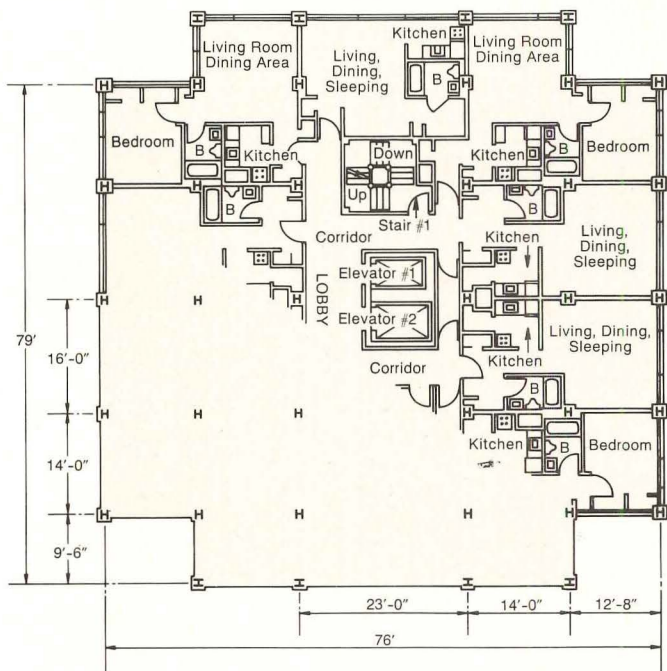 Kitchen
Living Room
Dining Area
Living,
Dining,
Sleeping
Living Room
Dining Area
B
Bedroom
B
Kitchen
Down
Up
Kitchen
B
Bedroom
B
Stair #1
B
Corridor
Kitchen
Living,
Dining,
Sleeping
LOBBY
Elevator #1
Elevator #2
Living, Dining,
Sleeping
Kitchen
Corridor
B
Kitchen
B
Bedroom
79'
16'-0"
14'-0"
9'-6"
23'-0"
14'-0"
12'-8"
76'